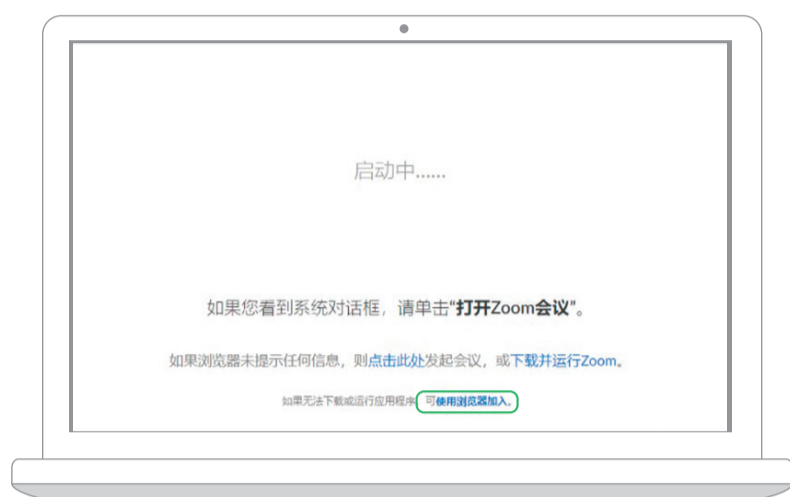 启动中......
如果您看到系统对话框，请单击“打开Zoom会议”。
如果浏览器未提示任何信息，则点击此处发起会议，或下载并运行Zoom。
如果无法下载或运行应用程序 可使用浏览器加入。